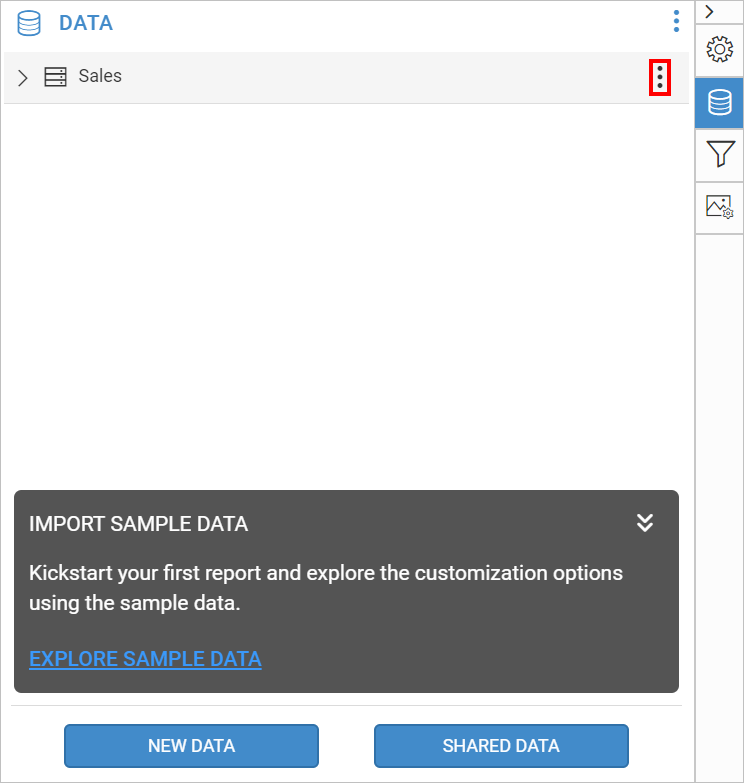 DATA
Sales
IMPORT SAMPLE DATA
Kickstart your first report and explore the customization options
using the sample data.
EXPLORE SAMPLE DATA
NEW DATA
SHARED DATA